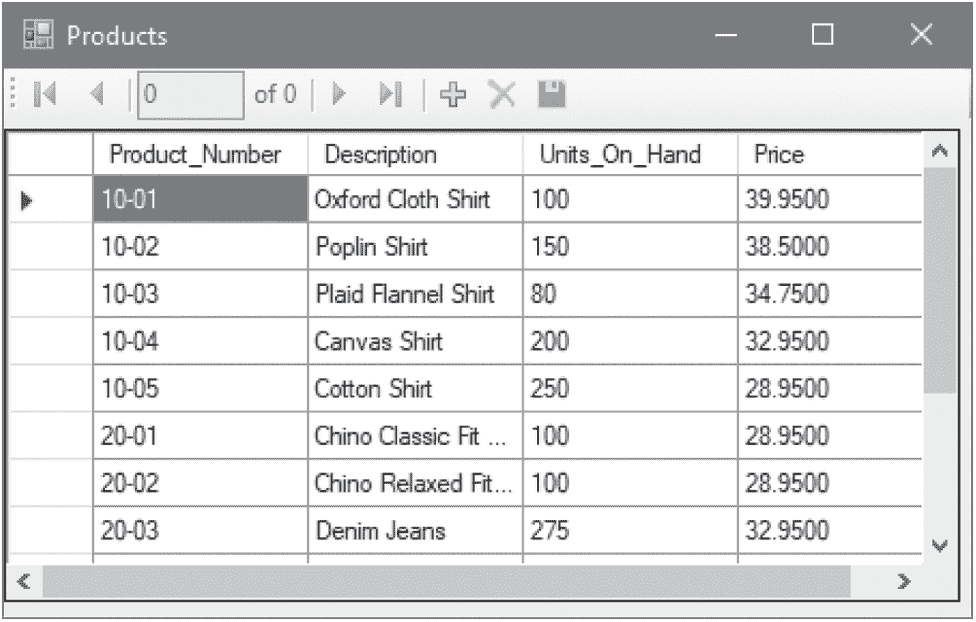 Products
0 of 0
Product_Number Description Units_On_Hand Price
10-01 Oxford Cloth Shirt 100 39.9500
10-02 Poplin Shirt 150 38.5000
10-03 Plaid Flannel Shirt 80 34.7500
10-04 Canvas Shirt 200 32.9500
10-05 Cotton Shirt 250 28.9500
20-01 Chino Classic Fit ... 100 28.9500
20-02 Chino Relaxed Fit... 100 28.9500
20-03 Denim Jeans 275 32.9500